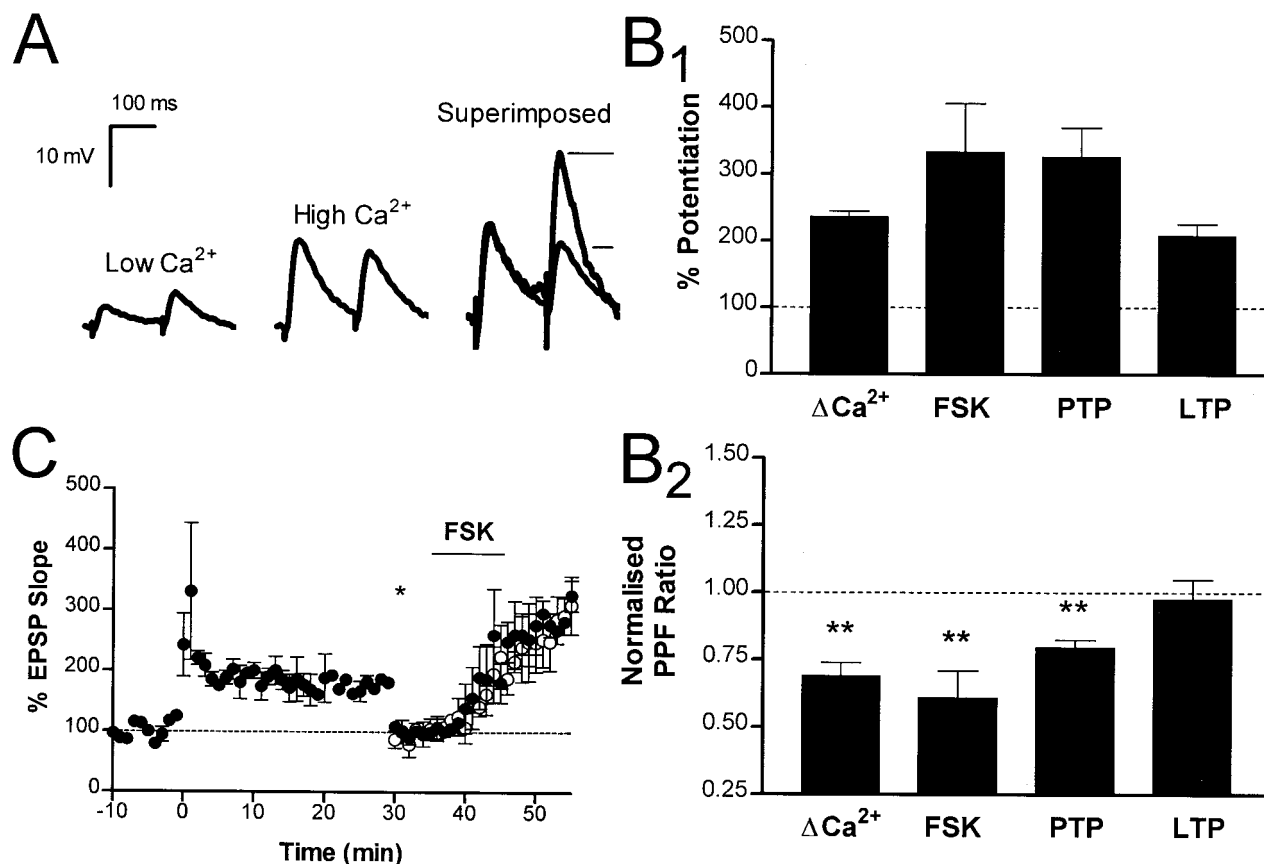 A
100 ms
10 mV
Low Ca²⁺
High Ca²⁺
Superimposed
B1
% Potentiation
500
400
300
200
100
0
ΔCa²⁺ FSK PTP LTP
C
% EPSP Slope
500
400
300
200
100
0
FSK
*
-10 0 10 20 30 40 50
Time (min)
B2
Normalised
PPF Ratio
1.50
1.25
1.00
0.75
0.50
0.25
** ** **
ΔCa²⁺ FSK PTP LTP